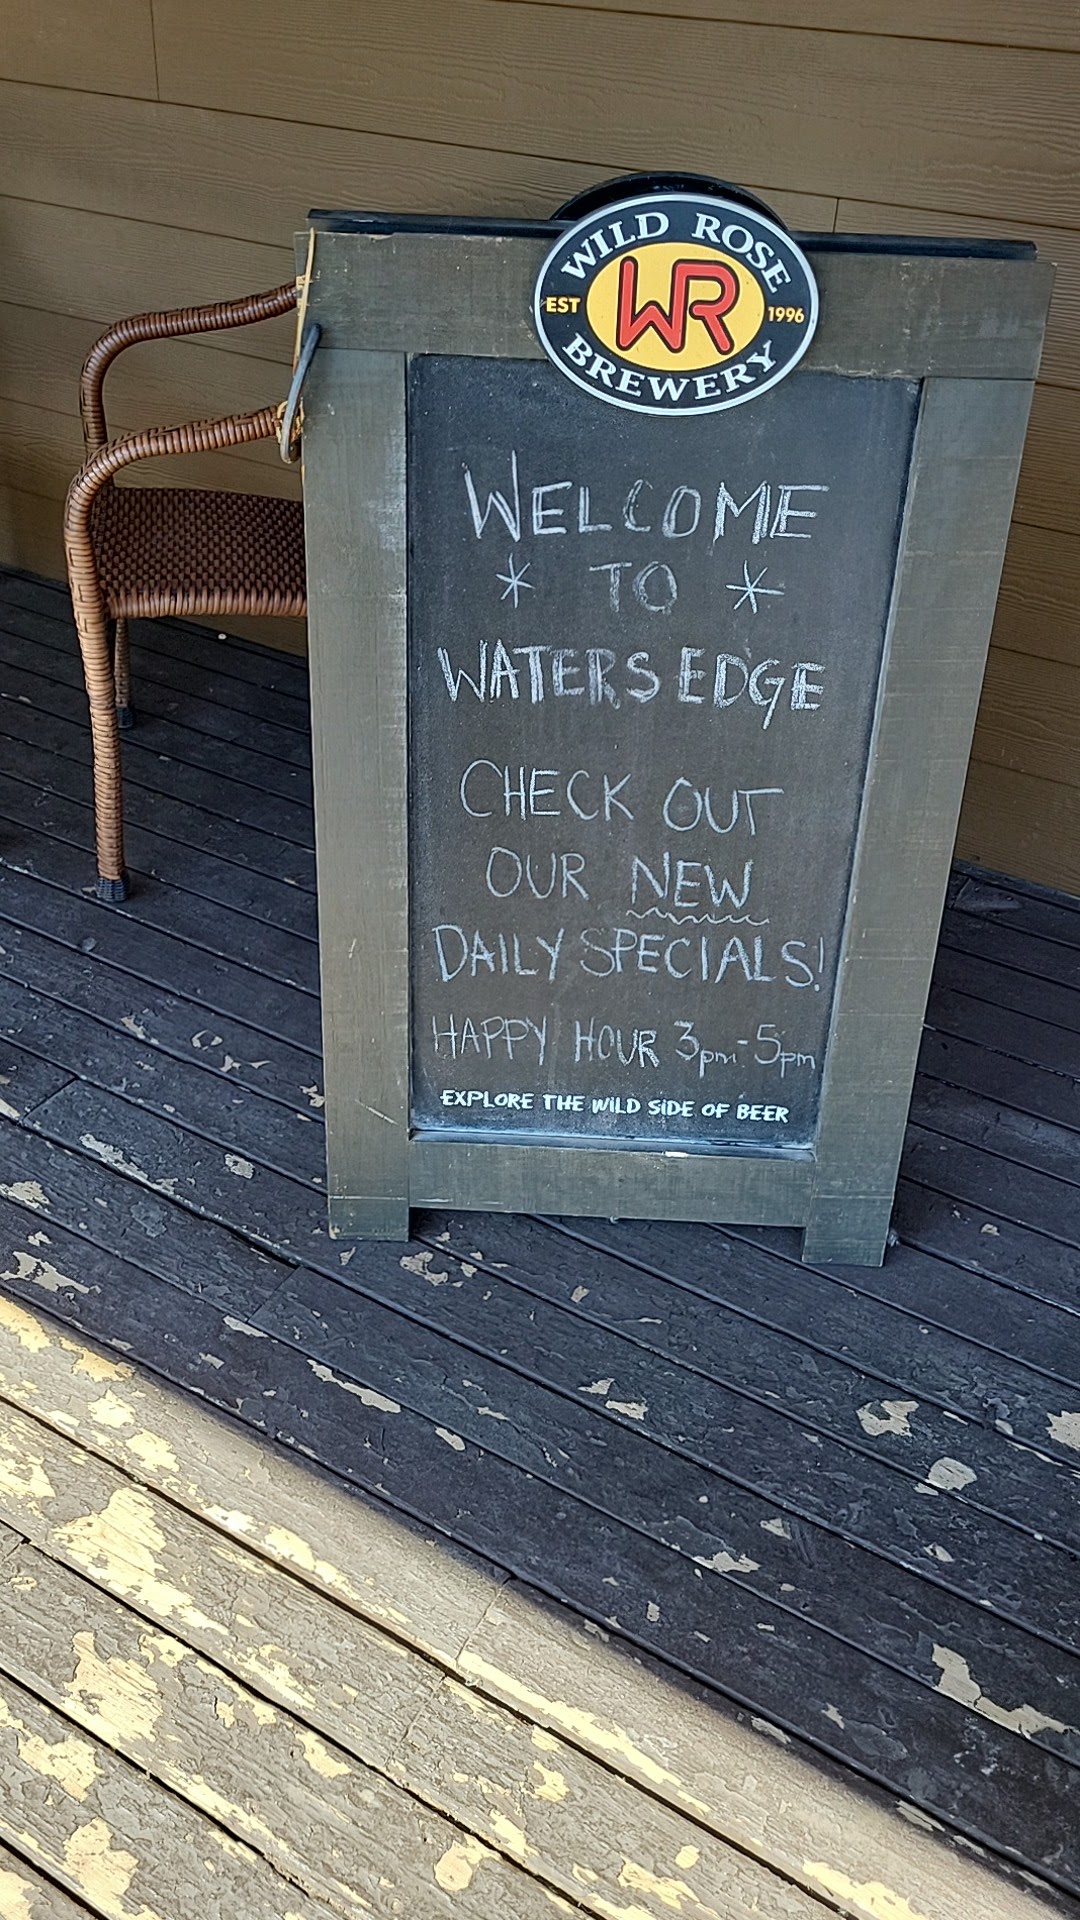 WILD ROSE
EST WR 1996
BREWERY
WELCOME
* TO *
WATERS EDGE
CHECK OUT
OUR NEW
DAILY SPECIALS!
HAPPY HOUR 3pm-5pm
EXPLORE THE WILD SIDE OF BEER